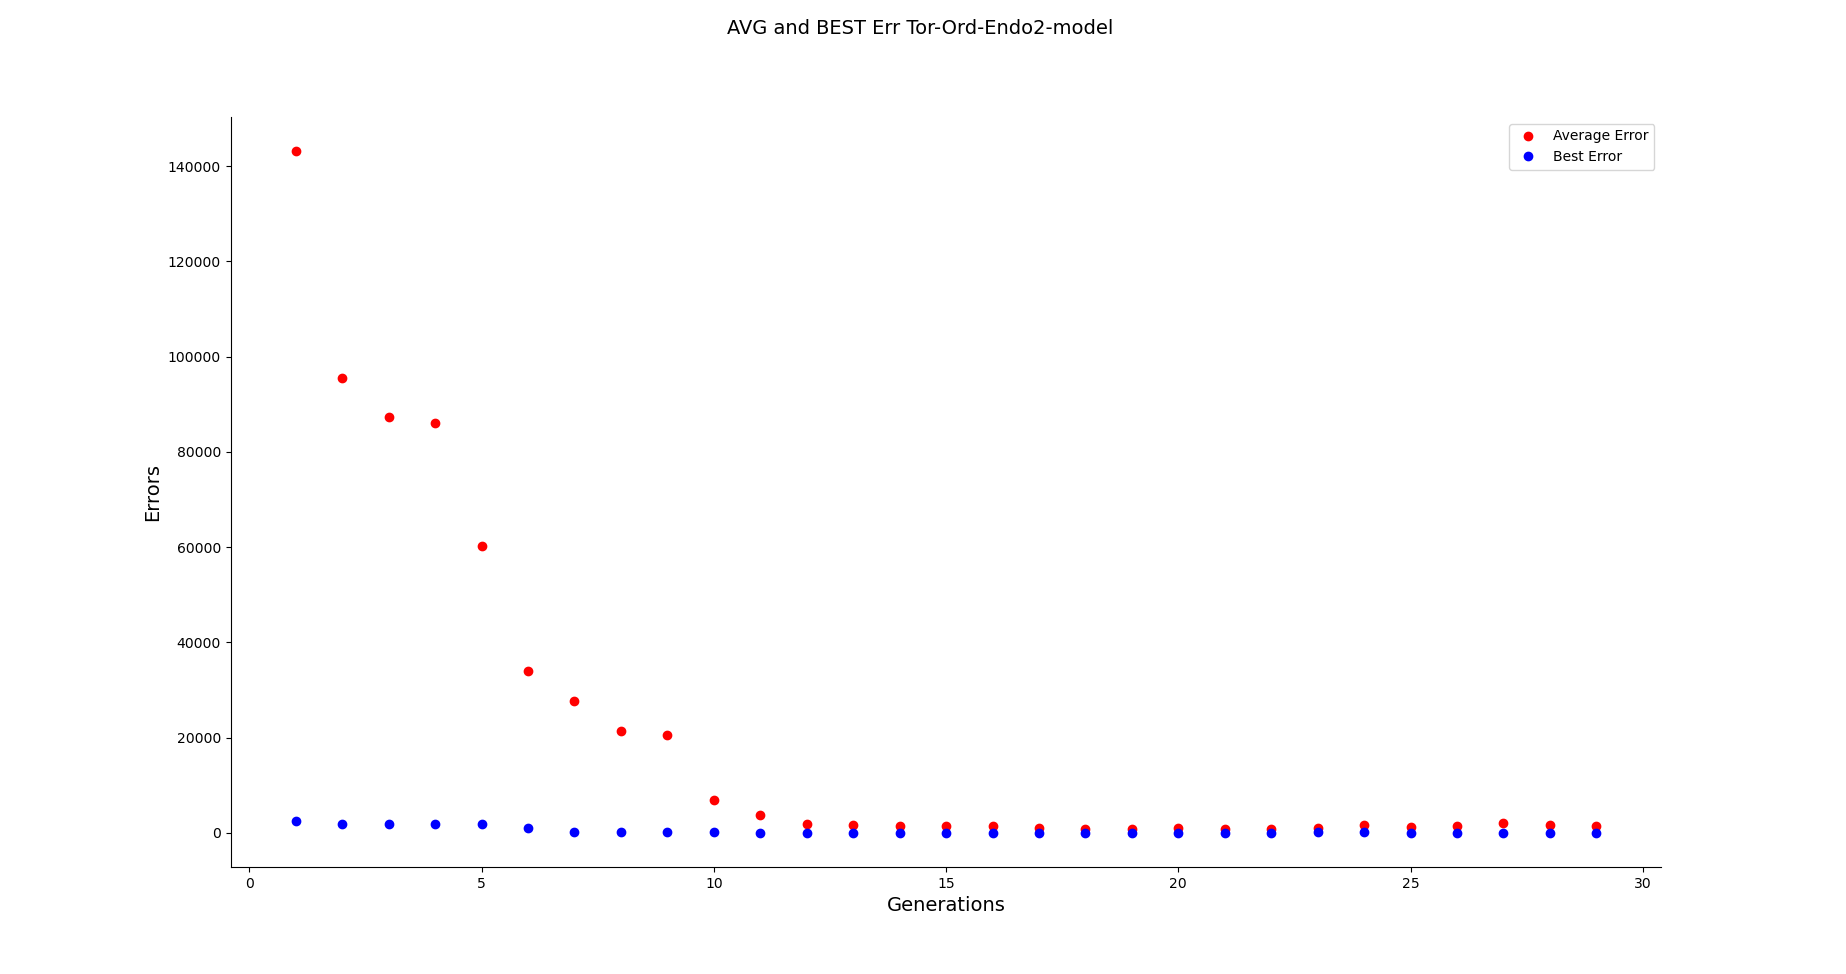 AVG and BEST Err Tor-Ord-Endo2-model
Average Error
Best Error
140000
120000
100000
80000
60000
40000
20000
0
Errors
0 5 10 15 20 25 30
Generations